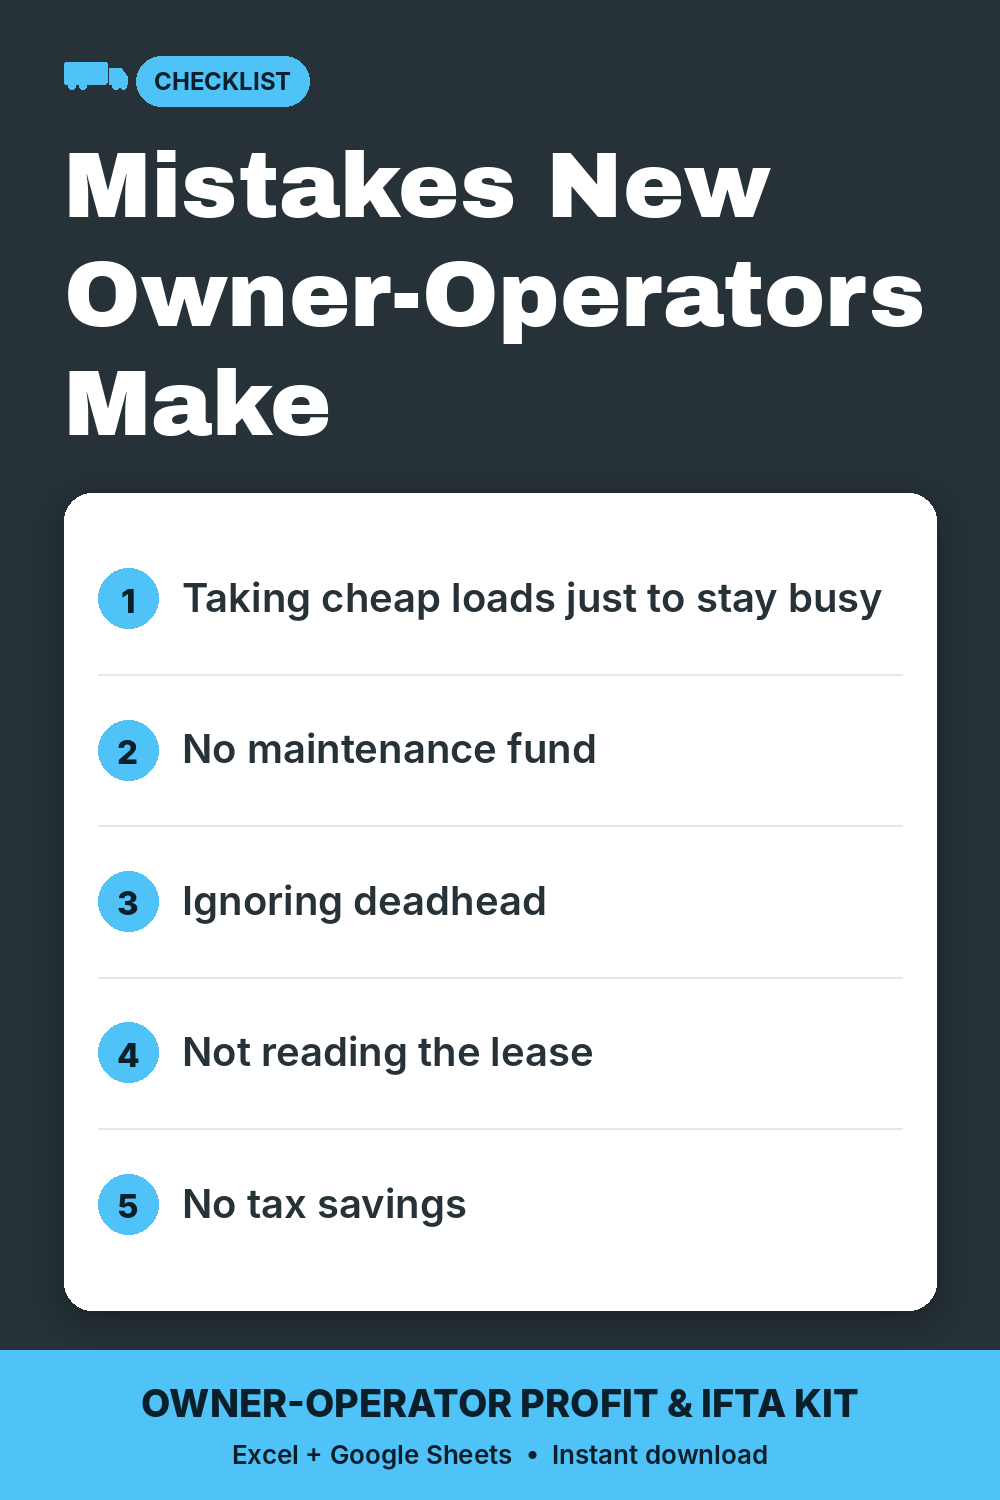 CHECKLIST
Mistakes New
Owner-Operators
Make
1 Taking cheap loads just to stay busy
2 No maintenance fund
3 Ignoring deadhead
4 Not reading the lease
5 No tax savings
OWNER-OPERATOR PROFIT & IFTA KIT
Excel + Google Sheets • Instant download